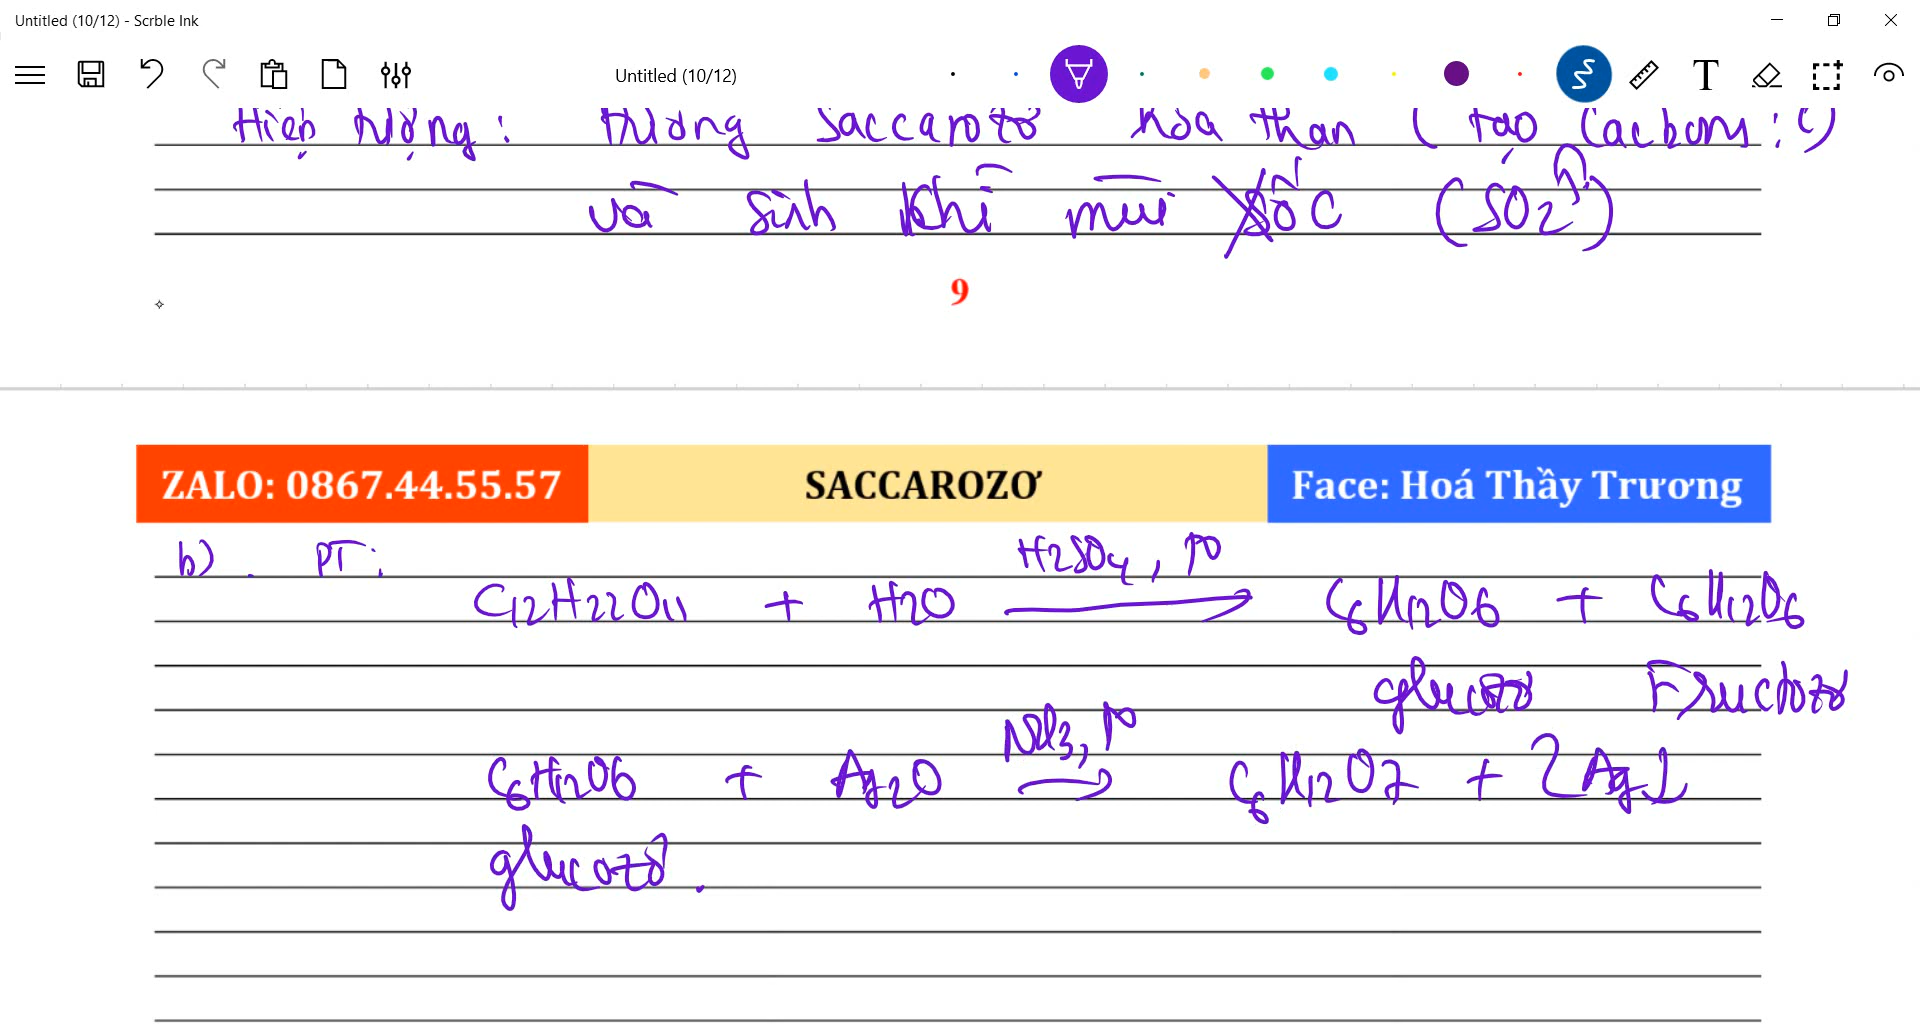 Untitled (10/12) - Scrble Ink
Untitled (10/12)
T
Hiện tượng: Đường Saccarozơ hóa than ( tạo Cacbon: C)
và sinh khí mùi xốc (SO2↑)
9
ZALO: 0867.44.55.57 SACCAROZƠ Face: Hoá Thầy Trương
b). PT:
H2SO4, t°
C12H22O11 + H2O → C6H12O6 + C6H12O6
glucozơ Fructozơ
NH3, t°
C6H12O6 + Ag2O → C6H12O7 + 2Ag↓
glucozơ.